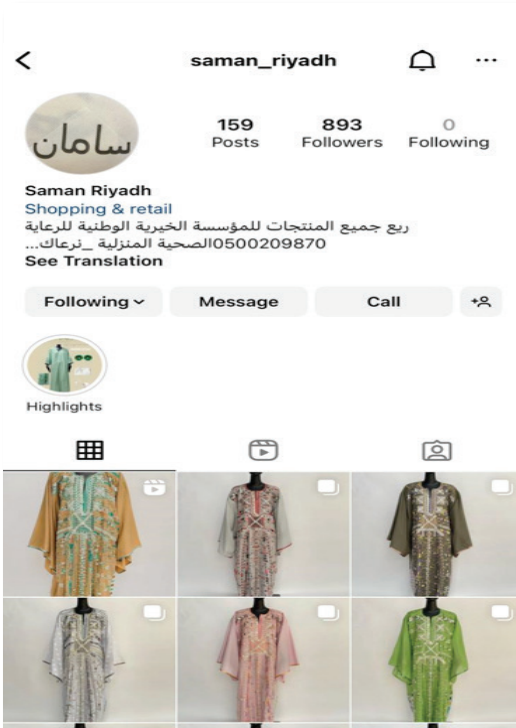 saman_riyadh
سامان
159 893 0
Posts Followers Following
Saman Riyadh
Shopping & retail
ريع جميع المنتجات للمؤسسة الخيرية الوطنية للرعاية
الصحية المنزلية _نرعاك...0500209870
See Translation
Following Message Call
Highlights